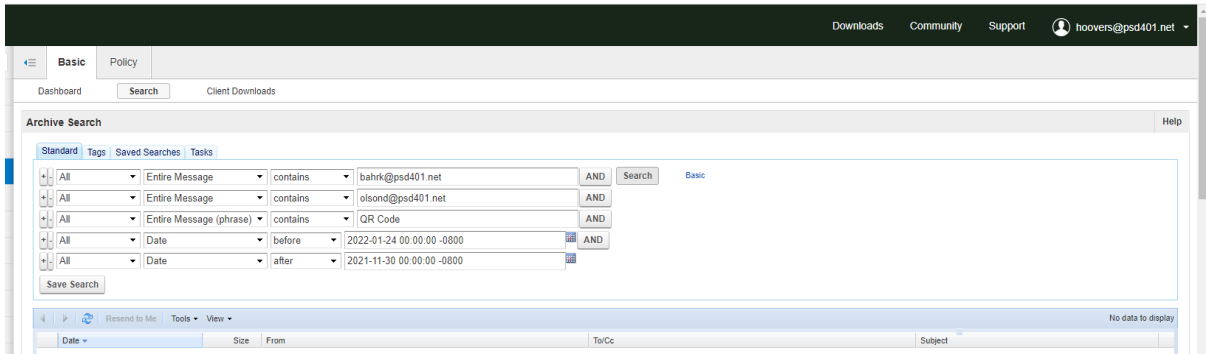 Downloads Community Support hoovers@psd401.net
Basic Policy
Dashboard Search Client Downloads
Archive Search Help
Standard Tags Saved Searches Tasks
+ - All Entire Message contains bahrk@psd401.net AND Search Basic
+ - All Entire Message contains olsond@psd401.net AND
+ - All Entire Message (phrase) contains QR Code AND
+ - All Date before 2022-01-24 00:00:00 -0800 AND
+ - All Date after 2021-11-30 00:00:00 -0800
Save Search
Resend to Me Tools View No data to display
Date Size From To/Cc Subject